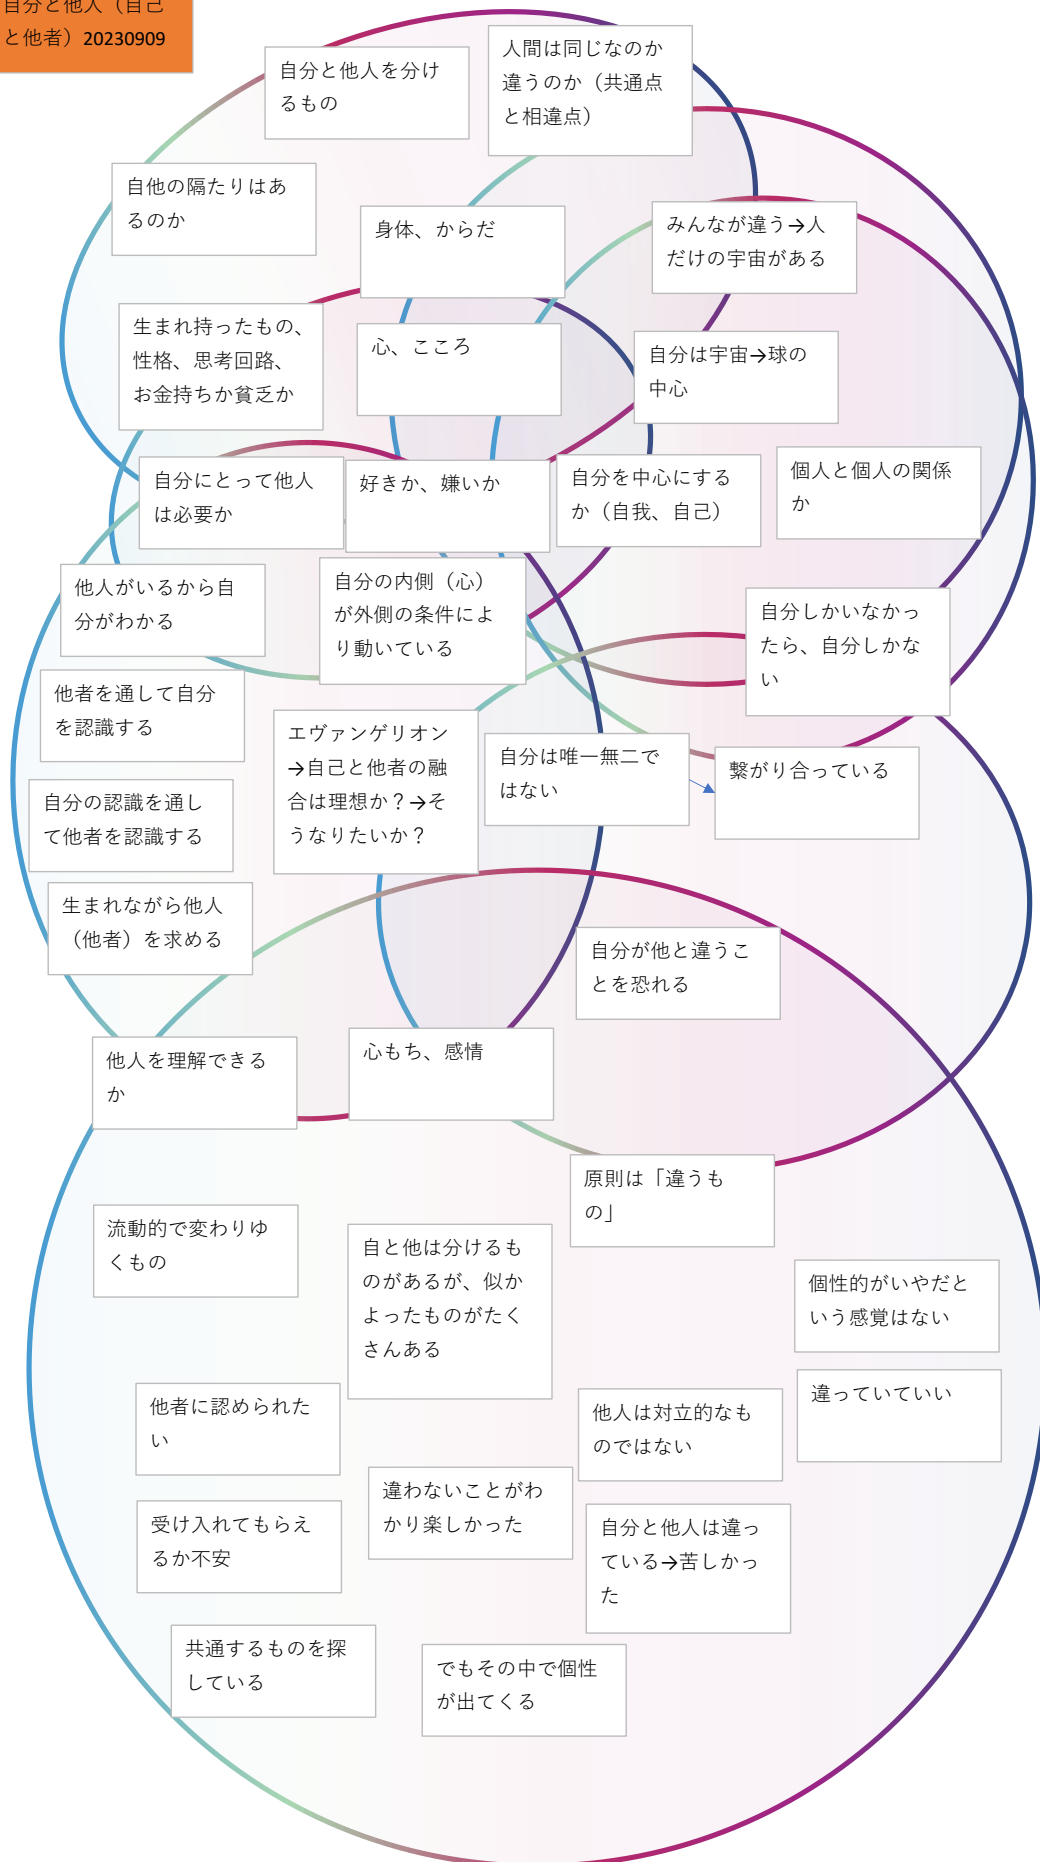 自分と他人（自己
と他者）20230909
自分と他人を分け
るもの
人間は同じなのか
違うのか（共通点
と相違点）
自他の隔たりはあ
るのか
身体、からだ
みんなが違う→人
だけの宇宙がある
生まれ持ったもの、
性格、思考回路、
お金持ちか貧乏か
心、こころ
自分は宇宙→球の
中心
自分にとって他人
は必要か
好きか、嫌いか
自分を中心にする
か（自我、自己）
個人と個人の関係
か
他人がいるから自
分がわかる
自分の内側（心）
が外側の条件によ
り動いている
自分しかいなかっ
たら、自分しかな
い
他者を通して自分
を認識する
エヴァンゲリオン
→自己と他者の融
合は理想か？→そ
うなりたいか？
自分は唯一無二で
はない
繋がり合っている
自分の認識を通し
て他者を認識する
生まれながら他人
（他者）を求める
自分が他と違うこ
とを恐れる
他人を理解できる
か
心もち、感情
原則は「違うも
の」
流動的で変わりゆ
くもの
自と他は分けるも
のがあるが、似か
よったものがたく
さんある
個性的がいやだと
いう感覚はない
他者に認められた
い
他人は対立的なも
のではない
違っていていい
違わないことがわ
かり楽しかった
受け入れてもらえ
るか不安
自分と他人は違っ
ている→苦しかっ
た
共通するものを探
している
でもその中で個性
が出てくる